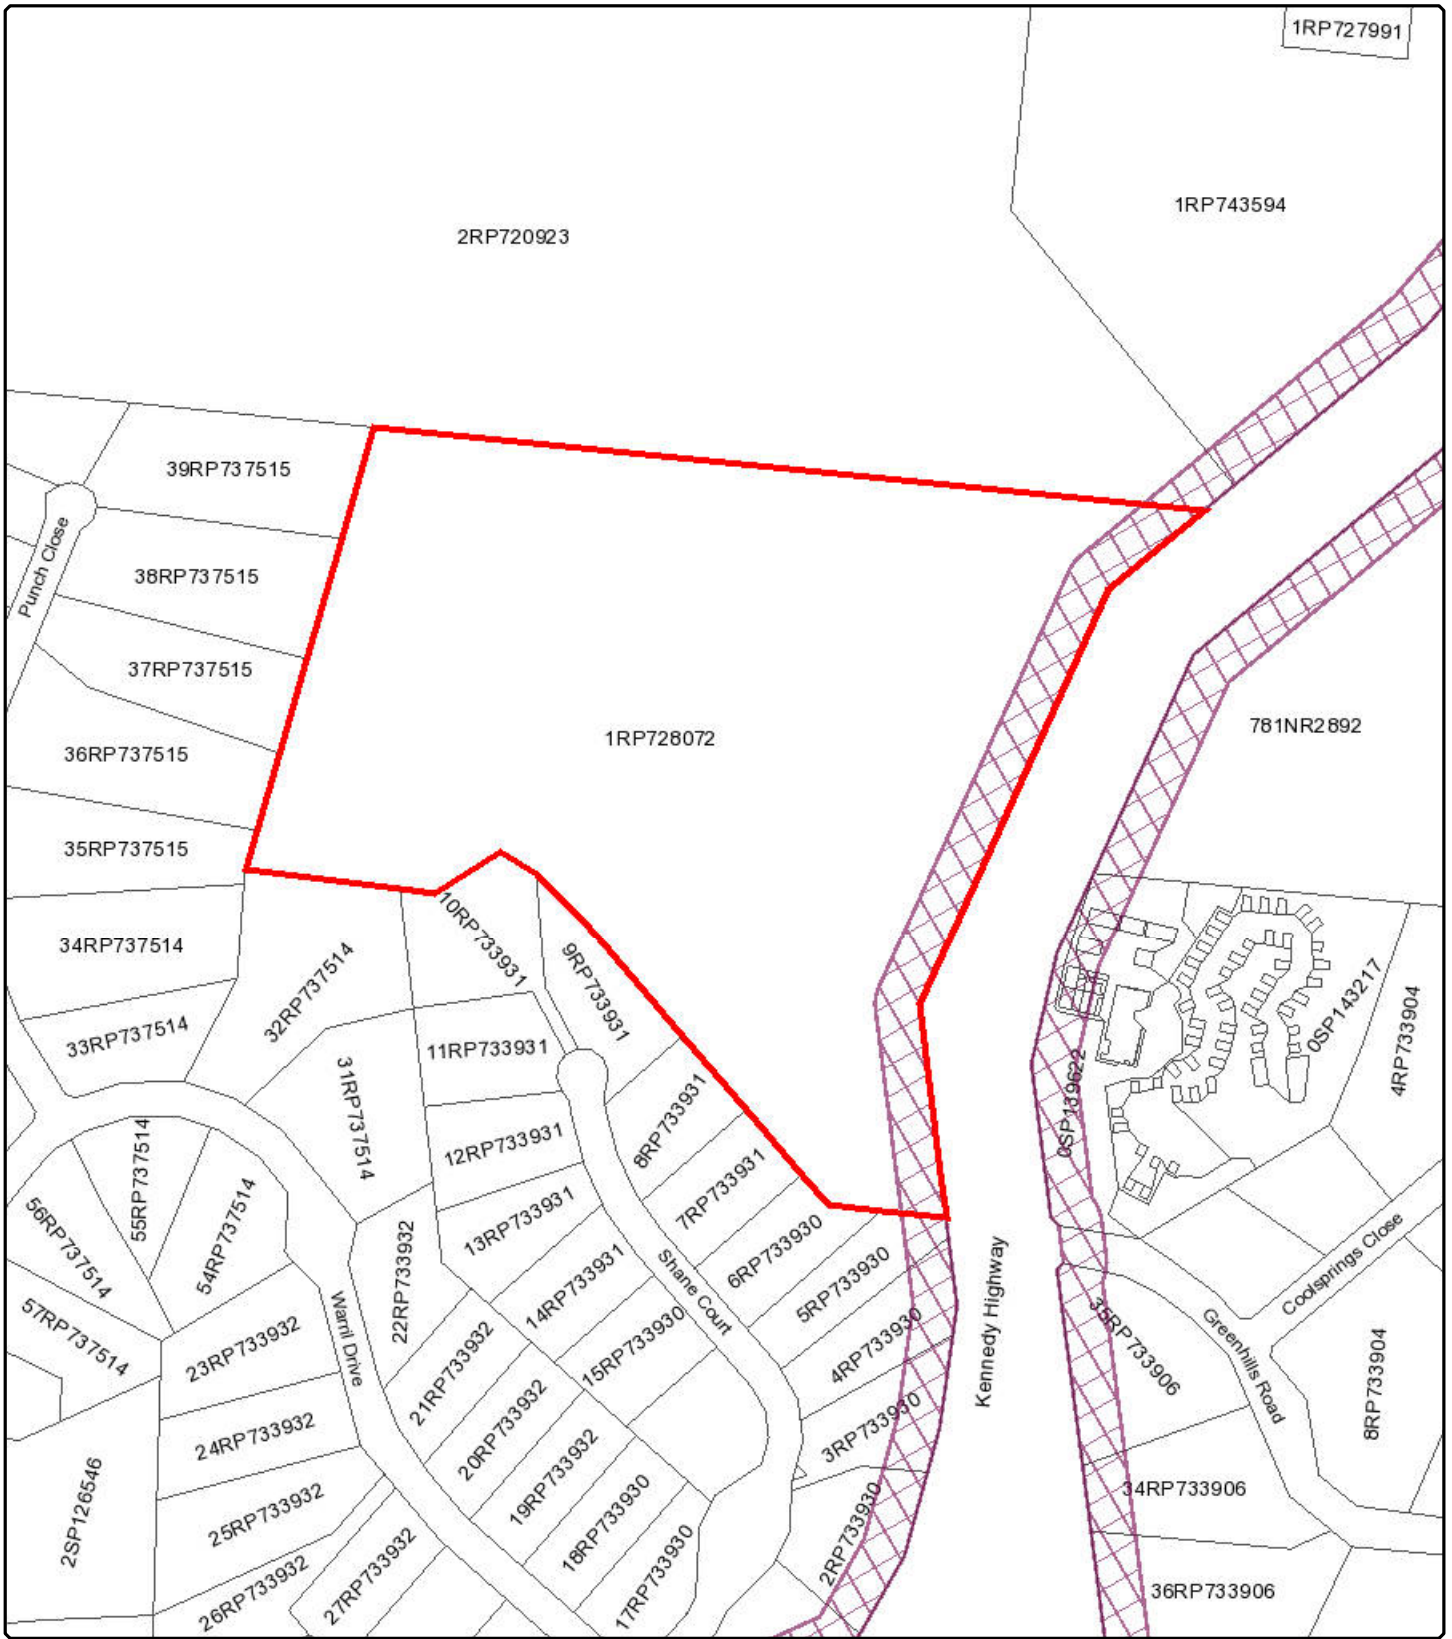 1RP727991
1RP743594
2RP720923
39RP737515
Punch Close
38RP737515
37RP737515
1RP728072
781NR2892
36RP737515
35RP737515
10RP733931
34RP737514
32RP737514
9RP733931
0SP143217
4RP733904
33RP737514
11RP733931
31RP737514
0SP139622
8RP733931
12RP733931
55RP737514
7RP733931
13RP733931
56RP737514
54RP737514
6RP733930
22RP733932
14RP733931
Shane Court
5RP733930
Kennedy Highway
Coolsprings Close
57RP737514
23RP733932
Warril Drive
15RP733930
4RP733930
35RP733906
Greenhills Road
21RP733932
8RP733904
24RP733932
20RP733932
3RP733930
19RP733932
34RP733906
2SP126546
25RP733932
18RP733930
2RP733930
27RP733932
17RP733930
26RP733932
36RP733906